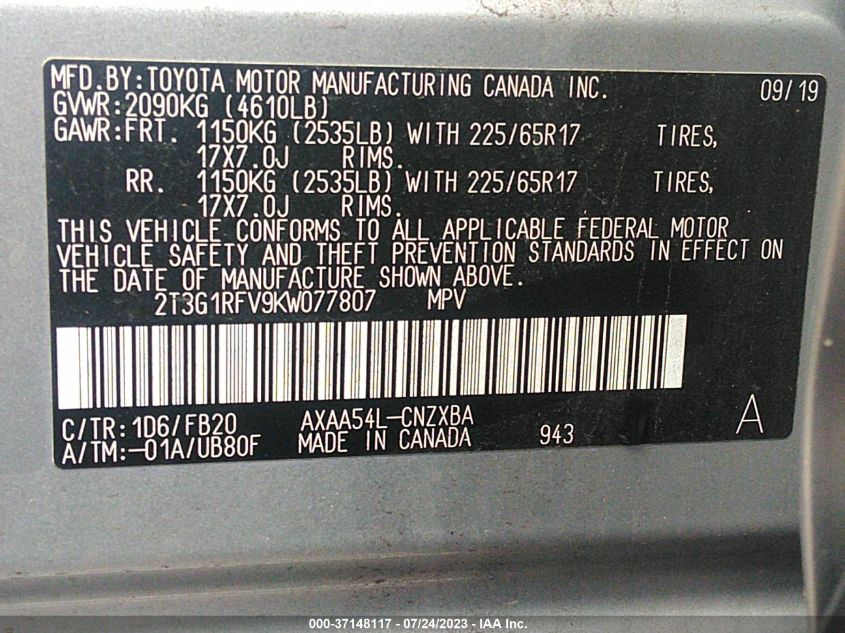 MFD.BY:TOYOTA MOTOR MANUFACTURING CANADA INC. 09/19
GVWR:2090KG (4610LB)
GAWR:FRT. 1150KG (2535LB) WITH 225/65R17 TIRES,
17X7.0J RIMS.
RR. 1150KG (2535LB) WITH 225/65R17 TIRES,
17X7.0J RIMS.
THIS VEHICLE CONFORMS TO ALL APPLICABLE FEDERAL MOTOR
VEHICLE SAFETY AND THEFT PREVENTION STANDARDS IN EFFECT ON
THE DATE OF MANUFACTURE SHOWN ABOVE.
2T3G1RFV9KW077807 MPV
C/TR:1D6/FB20 AXAA54L-CNZXBA A
A/TM:-01A/UB80F MADE IN CANADA 943
000-37148117 - 07/24/2023 - IAA Inc.